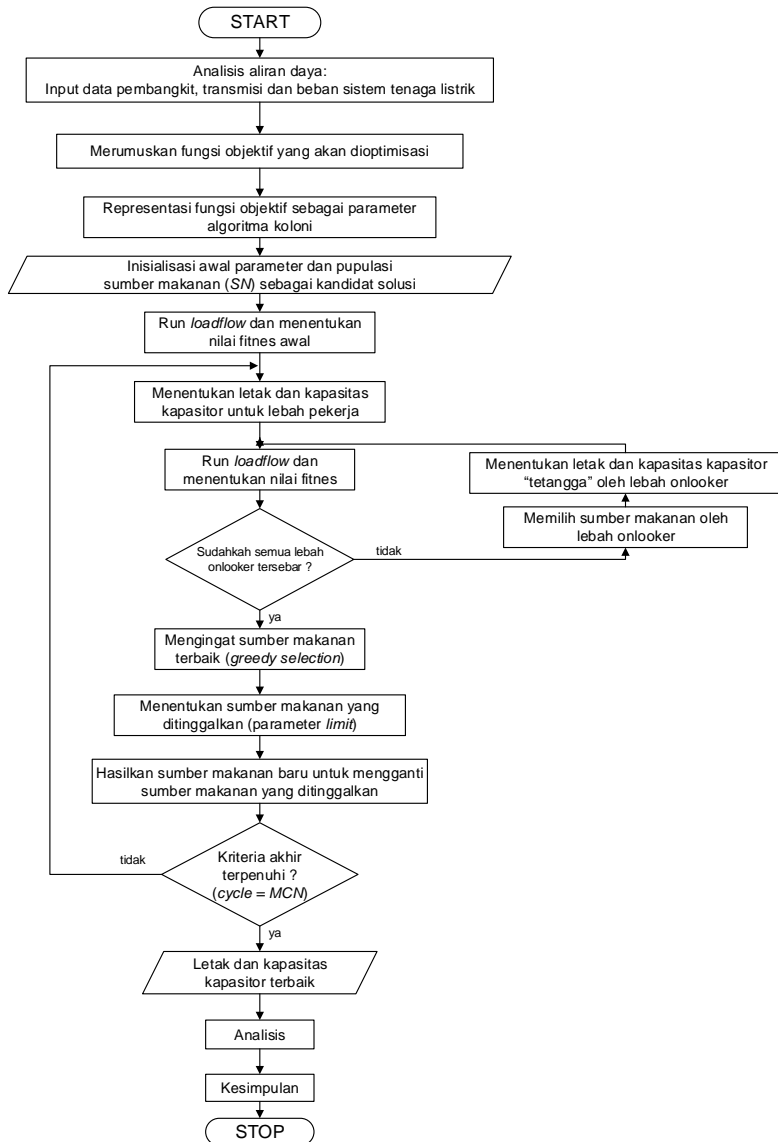 START
Analisis aliran daya:
Input data pembangkit, transmisi dan beban sistem tenaga listrik
Merumuskan fungsi objektif yang akan dioptimisasi
Representasi fungsi objektif sebagai parameter
algoritma koloni
Inisialisasi awal parameter dan pupulasi
sumber makanan (SN) sebagai kandidat solusi
Run loadflow dan menentukan
nilai fitnes awal
Menentukan letak dan kapasitas
kapasitor untuk lebah pekerja
Run loadflow dan
menentukan nilai fitnes
Menentukan letak dan kapasitas kapasitor
“tetangga” oleh lebah onlooker
Memilih sumber makanan oleh
lebah onlooker
Sudahkah semua lebah
onlooker tersebar ?
tidak
ya
Mengingat sumber makanan
terbaik (greedy selection)
Menentukan sumber makanan yang
ditinggalkan (parameter limit)
Hasilkan sumber makanan baru untuk mengganti
sumber makanan yang ditinggalkan
tidak
Kriteria akhir
terpenuhi ?
(cycle = MCN)
ya
Letak dan kapasitas
kapasitor terbaik
Analisis
Kesimpulan
STOP